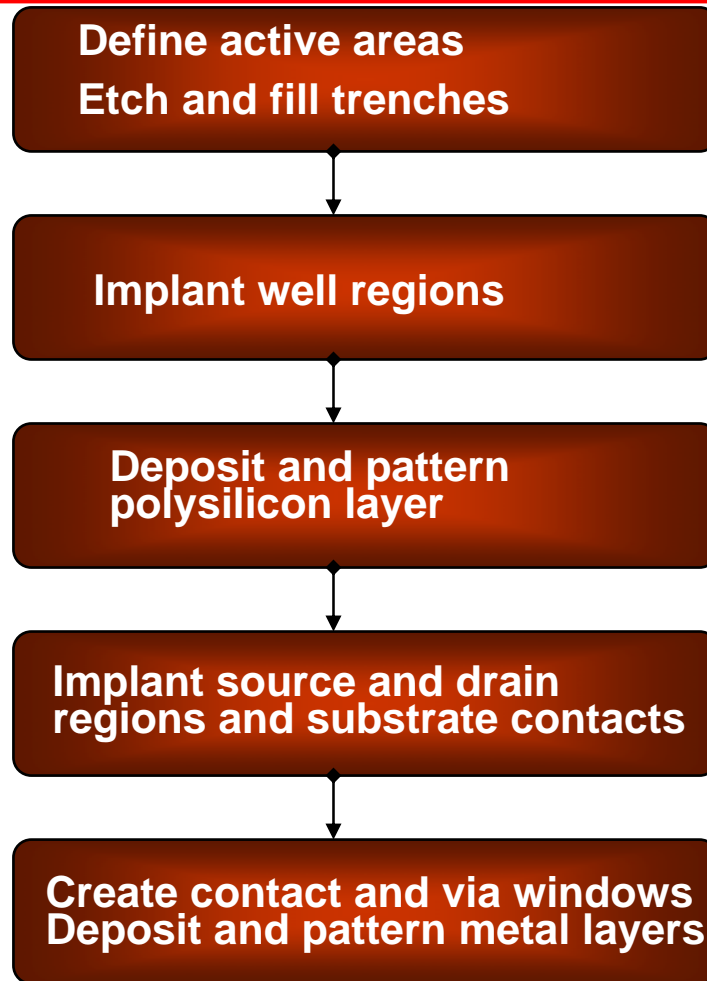 Define active areas
Etch and fill trenches
Implant well regions
Deposit and pattern
polysilicon layer
Implant source and drain
regions and substrate contacts
Create contact and via windows
Deposit and pattern metal layers